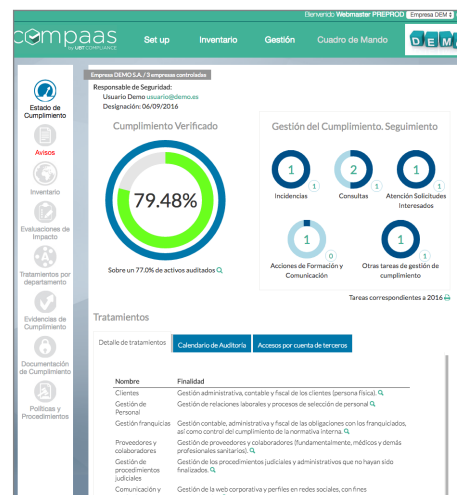 Bienvenido Webmaster PREPROD Empresa DEM
compaas
by UBT COMPLIANCE
Set up Inventario Gestión Cuadro de Mando
DEM
Empresa DEMO S.A. / 3 empresas controladas
Responsable de Seguridad:
Usuario Demo usuario@demo.es
Designación: 06/09/2016
Estado de
Cumplimiento
Avisos
Inventario
Evaluaciones de
Impacto
Tratamientos por
departamento
Evidencias de
Cumplimiento
Documentación
de Cumplimiento
Políticas y
Procedimientos
Cumplimiento Verificado
79.48%
Sobre un 77.0% de activos auditados
Gestión del Cumplimiento. Seguimiento
1
1
Incidencias
2
1
Consultas
1
1
Atención Solicitudes
Interesados
1
0
Acciones de Formación y
Comunicación
1
1
Otras tareas de gestión de
cumplimiento
Tareas correspondientes a 2016
Tratamientos
Detalle de tratamientos Calendario de Auditoría Accesos por cuenta de terceros
Nombre Finalidad
Clientes Gestión administrativa, contable y fiscal de los clientes (persona física).
Gestión de Gestión de relaciones laborales y procesos de selección de personal
Personal
Gestión franquicias Gestión contable, administrativa y fiscal de las obligaciones con los franquiciados,
así como control del cumplimiento de la normativa interna.
Proveedores y Gestión de proveedores y colaboradores (fundamentalmente, médicos y demás
colaboradores profesionales sanitarios).
Gestión de Gestión de los procedimientos judiciales y administrativos que no hayan sido
procedimientos finalizados.
judiciales
Comunicación y Gestión de la web corporativa y perfiles en redes sociales, con fines